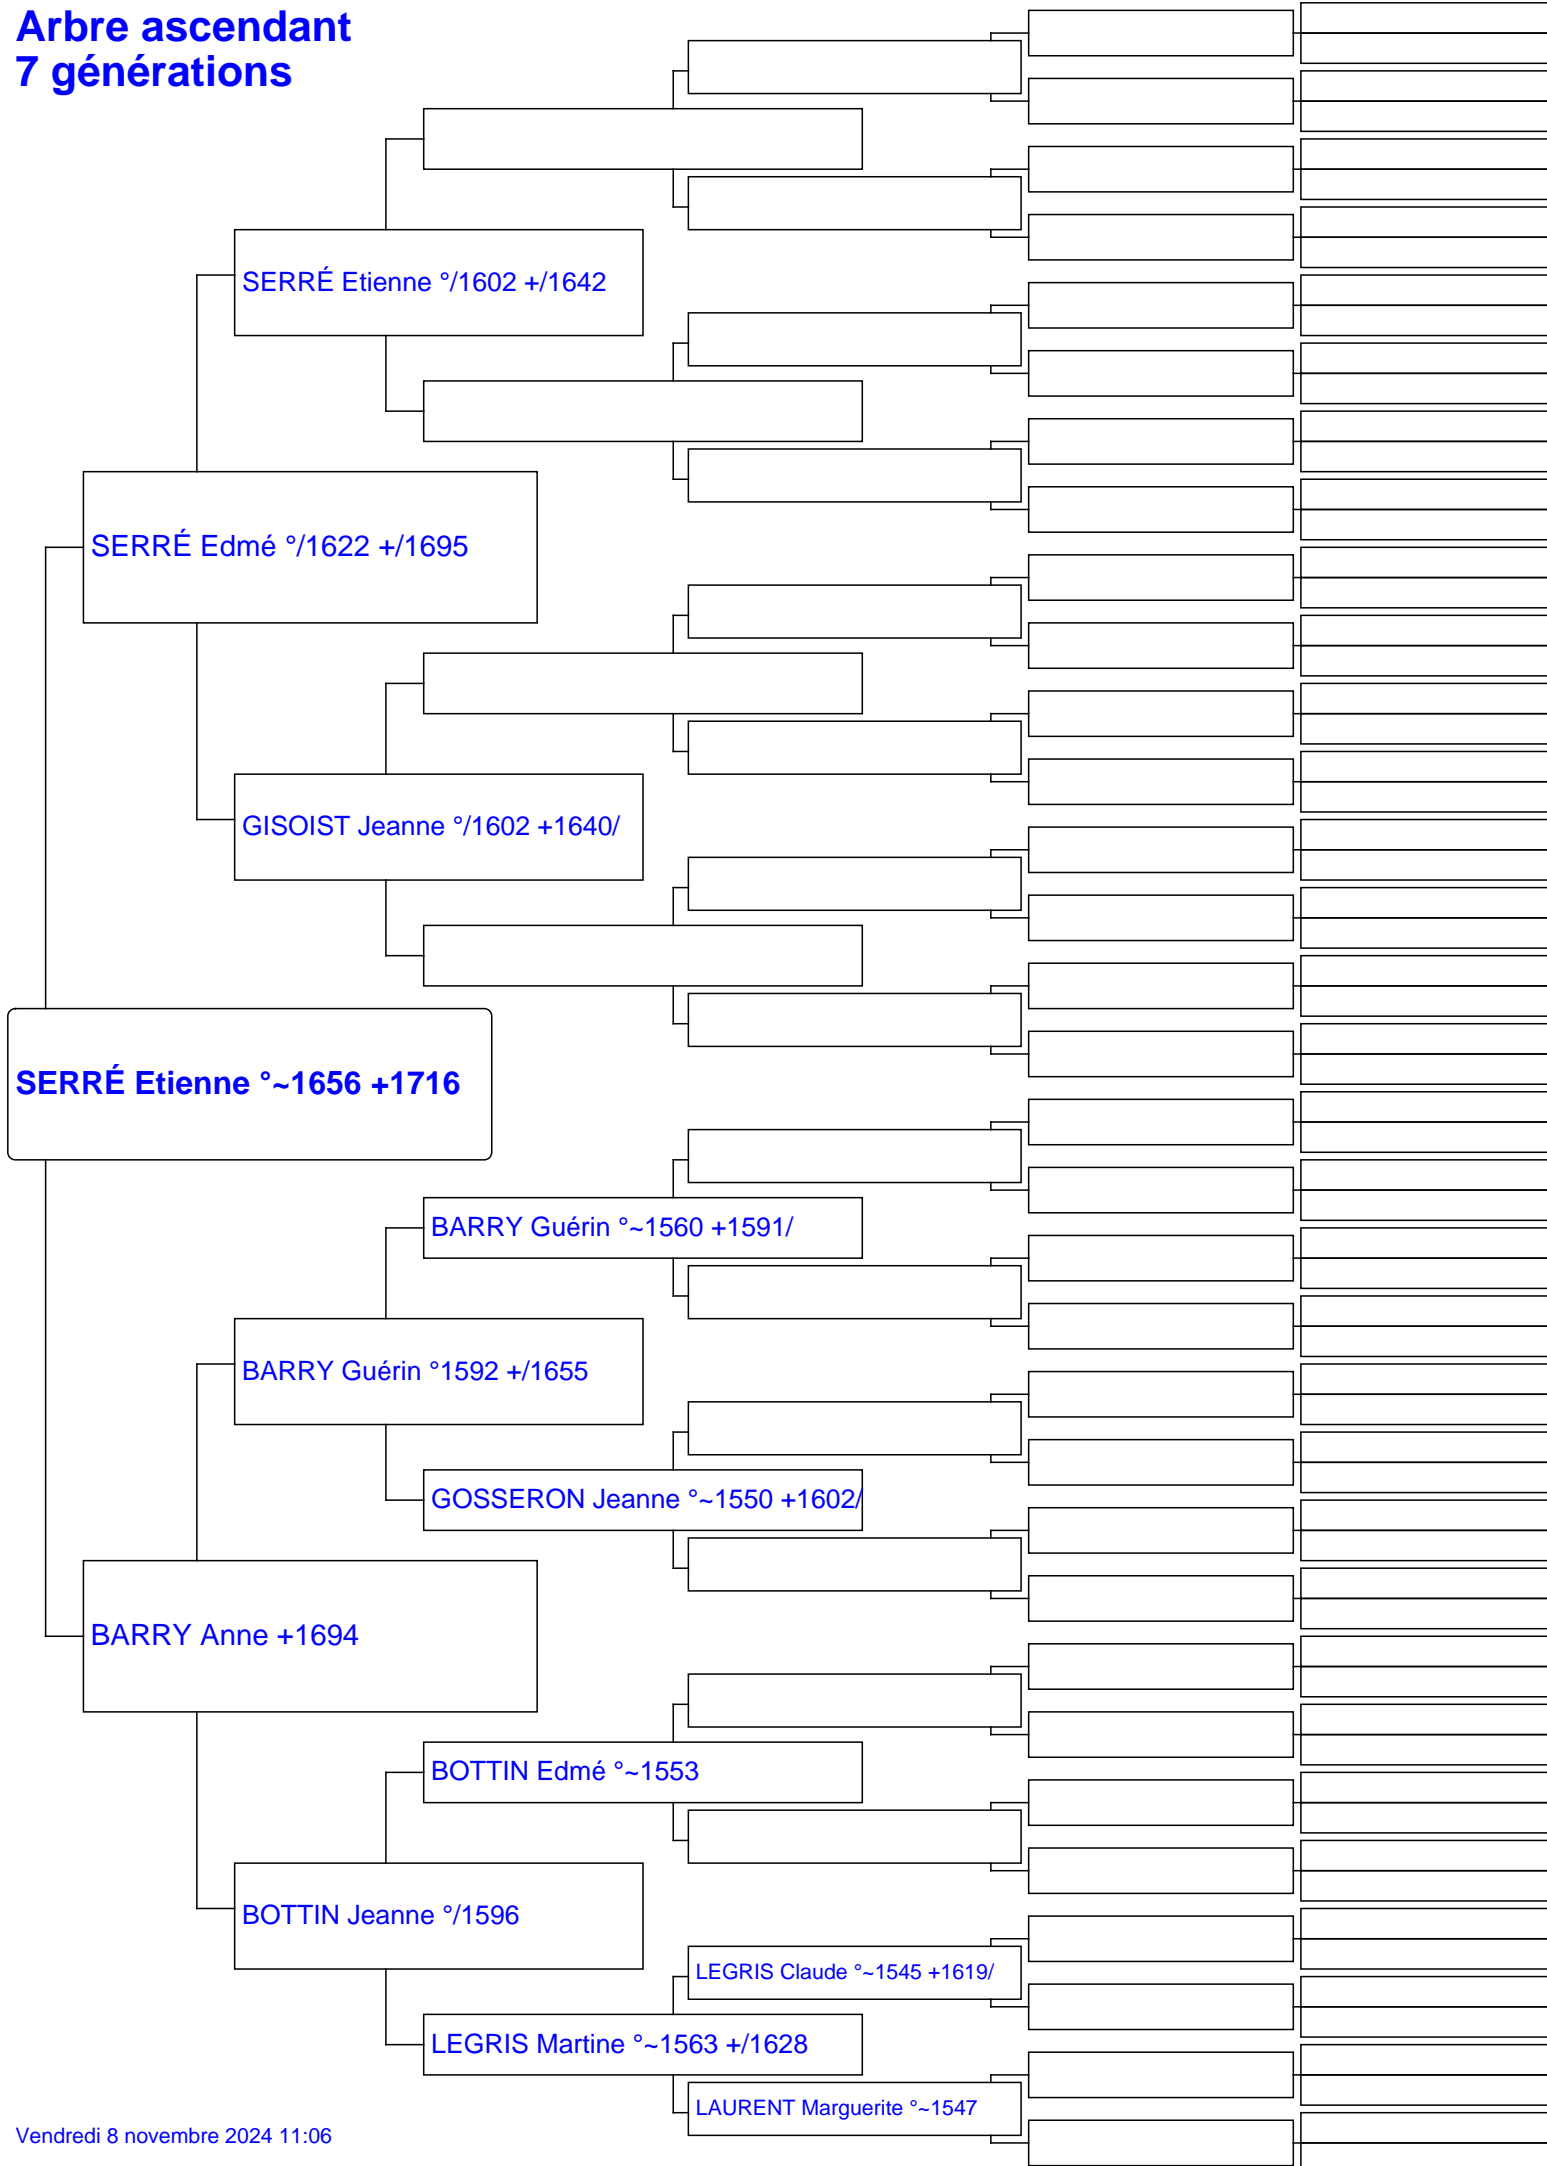 Arbre ascendant
7 générations
SERRÉ Etienne °/1602 +/1642
SERRÉ Edmé °/1622 +/1695
GISOIST Jeanne °/1602 +1640/
SERRÉ Etienne °~1656 +1716
BARRY Guérin °~1560 +1591/
BARRY Guérin °1592 +/1655
GOSSERON Jeanne °~1550 +1602/
BARRY Anne +1694
BOTTIN Edmé °~1553
BOTTIN Jeanne °/1596
LEGRIS Claude °~1545 +1619/
LEGRIS Martine °~1563 +/1628
LAURENT Marguerite °~1547
Vendredi 8 novembre 2024 11:06